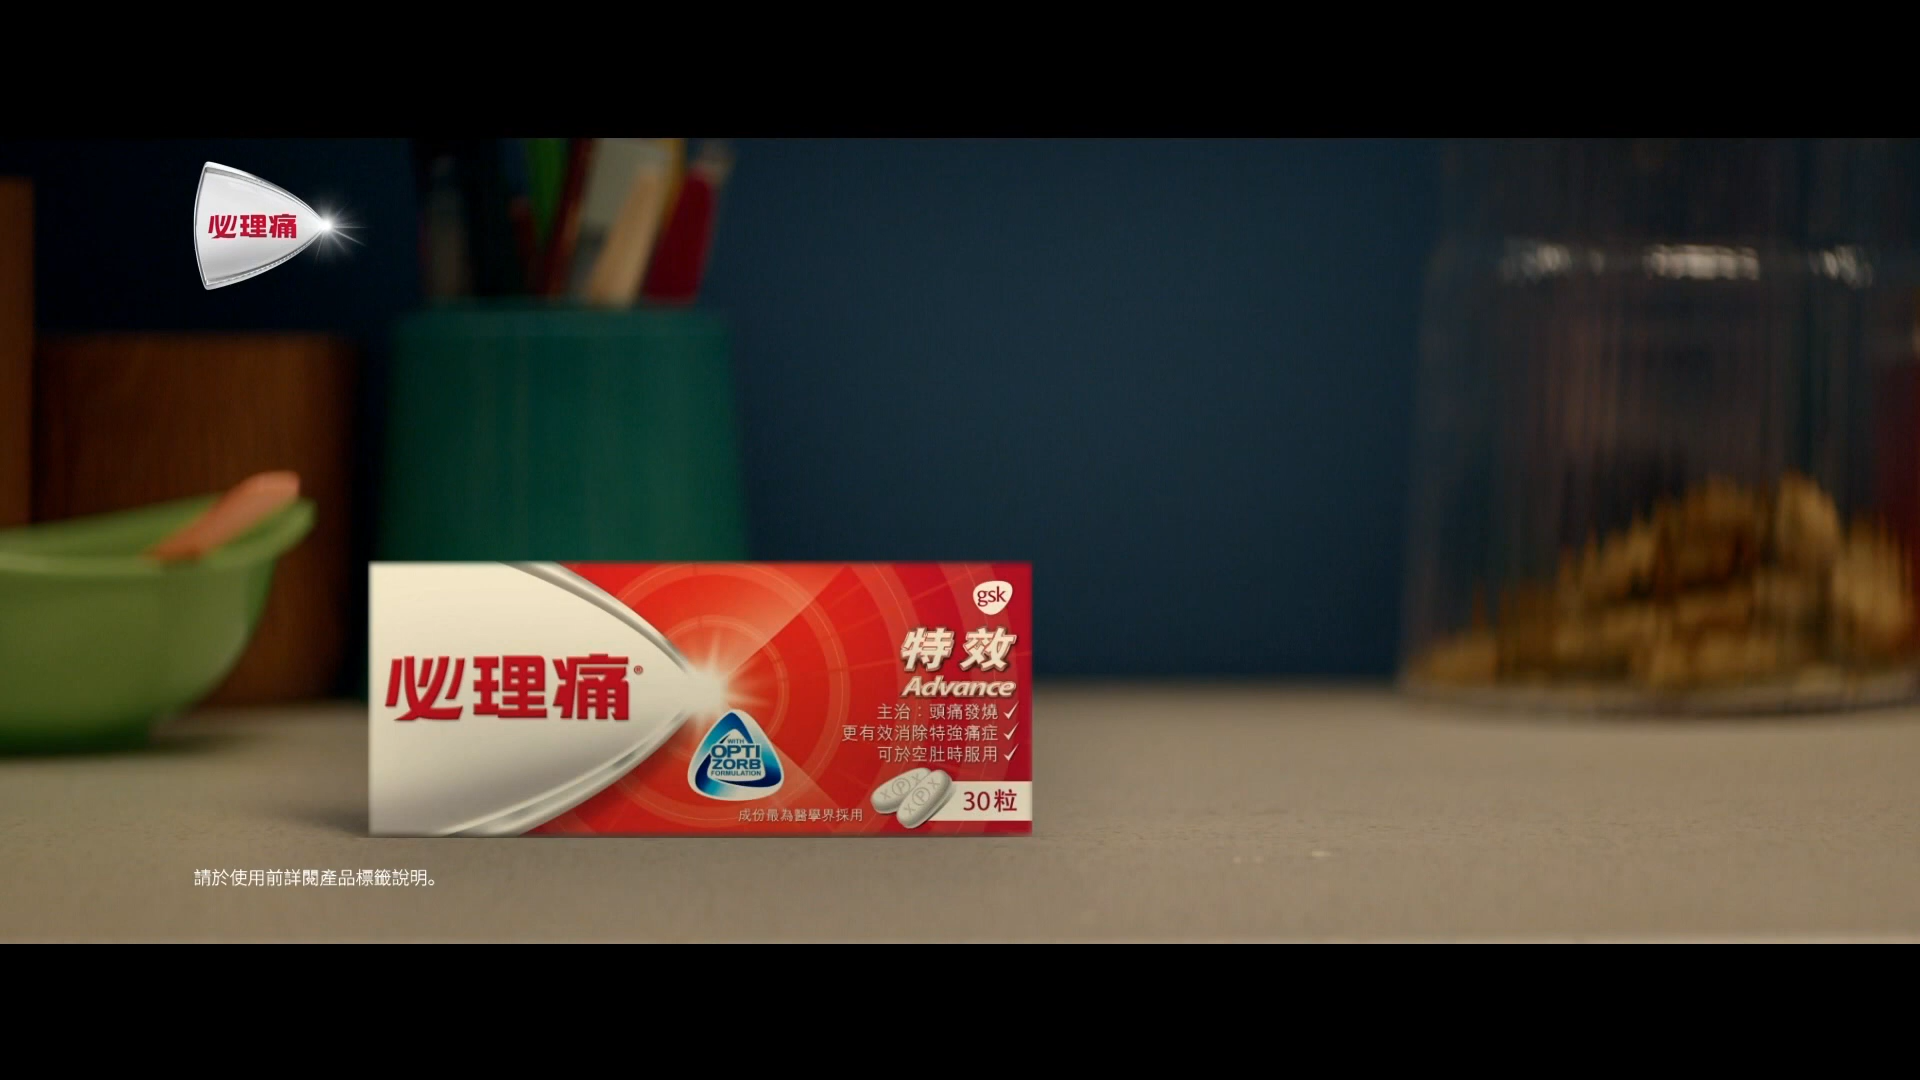 必理痛
gsk
特效
Advance
必理痛®
主治：頭痛發燒✓
更有效消除特強痛症✓
可於空肚時服用✓
WITH
OPTI
ZORB
FORMULATION
XPX
XPX
30粒
成份最為醫學界採用
請於使用前詳閱產品標籤說明。